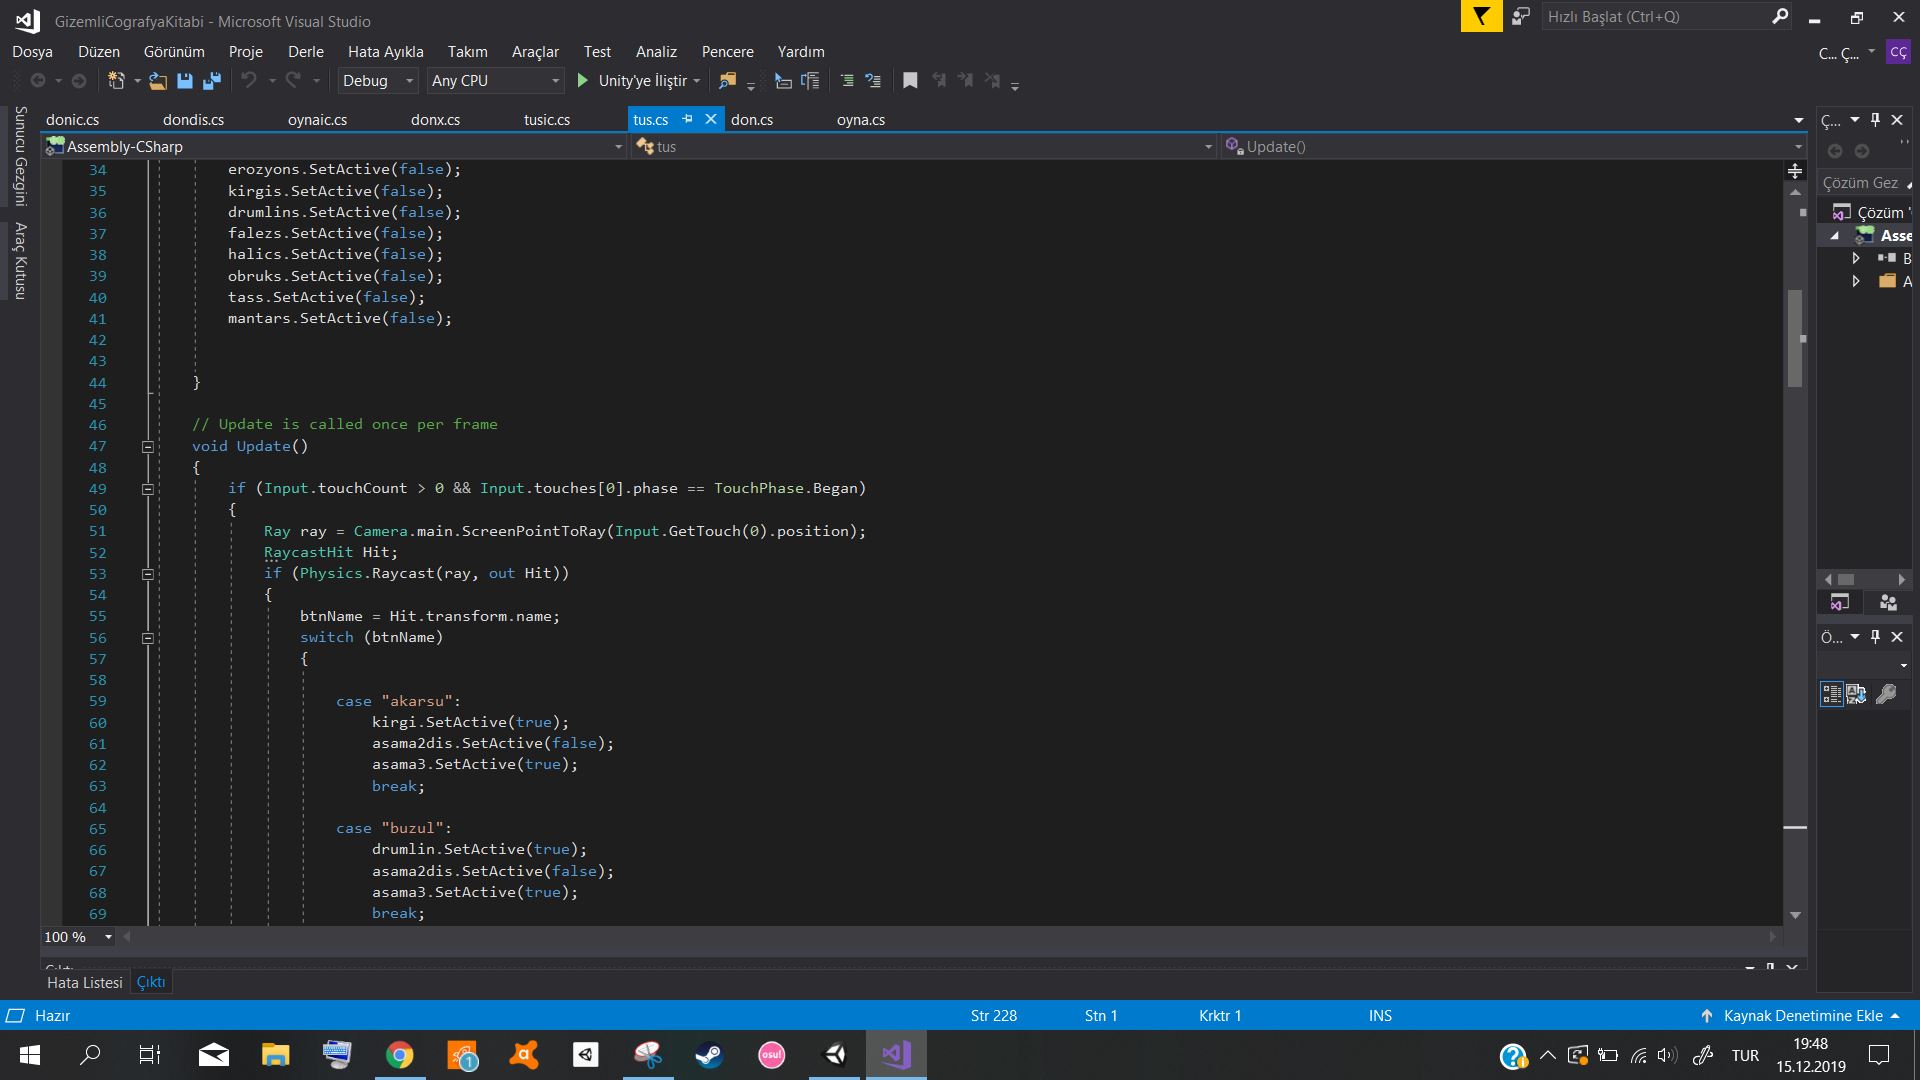 GizemliCografyaKitabi - Microsoft Visual Studio
Hızlı Başlat (Ctrl+Q)
Dosya Düzen Görünüm Proje Derle Hata Ayıkla Takım Araçlar Test Analiz Pencere Yardım
C... Ç... CÇ
Debug Any CPU Unity'ye İliştir
Sunucu Gezgini
Araç Kutusu
donic.cs dondis.cs oynaic.cs donx.cs tusic.cs tus.cs don.cs oyna.cs
Assembly-CSharp tus Update()
34 erozyons.SetActive(false);
35 kirgis.SetActive(false);
36 drumlins.SetActive(false);
37 falezs.SetActive(false);
38 halics.SetActive(false);
39 obruks.SetActive(false);
40 tass.SetActive(false);
41 mantars.SetActive(false);
42
43
44 }
45
46 // Update is called once per frame
47 void Update()
48 {
49 if (Input.touchCount > 0 && Input.touches[0].phase == TouchPhase.Began)
50 {
51 Ray ray = Camera.main.ScreenPointToRay(Input.GetTouch(0).position);
52 RaycastHit Hit;
53 if (Physics.Raycast(ray, out Hit))
54 {
55 btnName = Hit.transform.name;
56 switch (btnName)
57 {
58
59 case "akarsu":
60 kirgi.SetActive(true);
61 asama2dis.SetActive(false);
62 asama3.SetActive(true);
63 break;
64
65 case "buzul":
66 drumlin.SetActive(true);
67 asama2dis.SetActive(false);
68 asama3.SetActive(true);
69 break;
100 %
Ç...
Çözüm Gez
Çözüm '
Asse
B
A
Ö...
Hata Listesi Çıktı
Hazır Str 228 Stn 1 Krktr 1 INS Kaynak Denetimine Ekle
1
osu!
TUR
19:48
15.12.2019